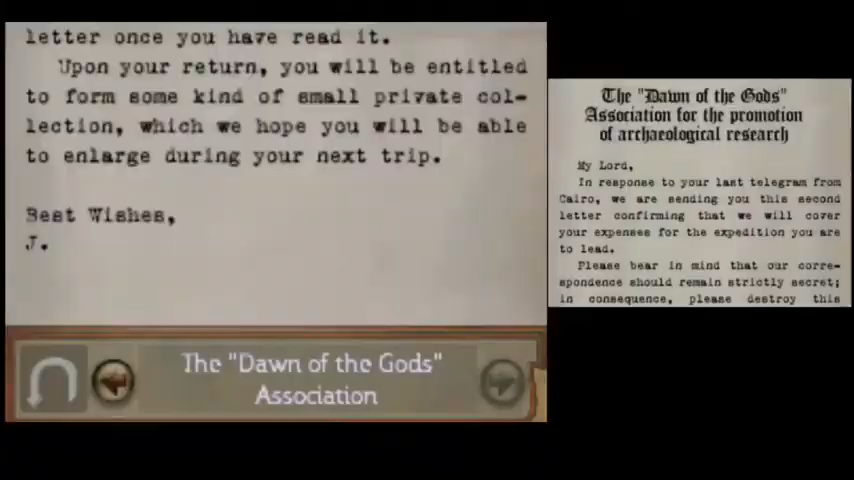 letter once you have read it.
Upon your return, you will be entitled
to form some kind of small private col-
lection, which we hope you will be able
to enlarge during your next trip.
Best Wishes,
J.
The "Dawn of the Gods"
Association
The "Dawn of the Gods"
Association for the promotion
of archaeological research
My Lord,
In response to your last telegram from
Cairo, we are sending you this second
letter confirming that we will cover
your expenses for the expedition you are
to lead.
Please bear in mind that our corre-
spondence should remain strictly secret;
in consequence, please destroy this